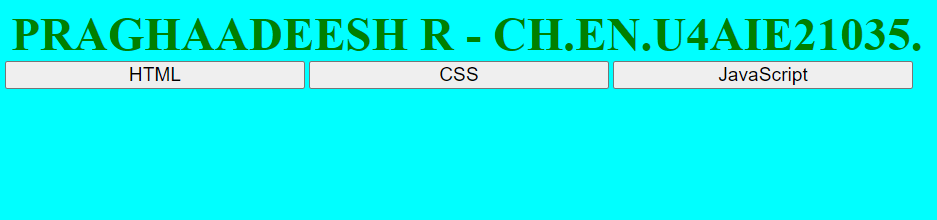 PRAGHAADEESH R - CH.EN.U4AIE21035.
HTML CSS JavaScript